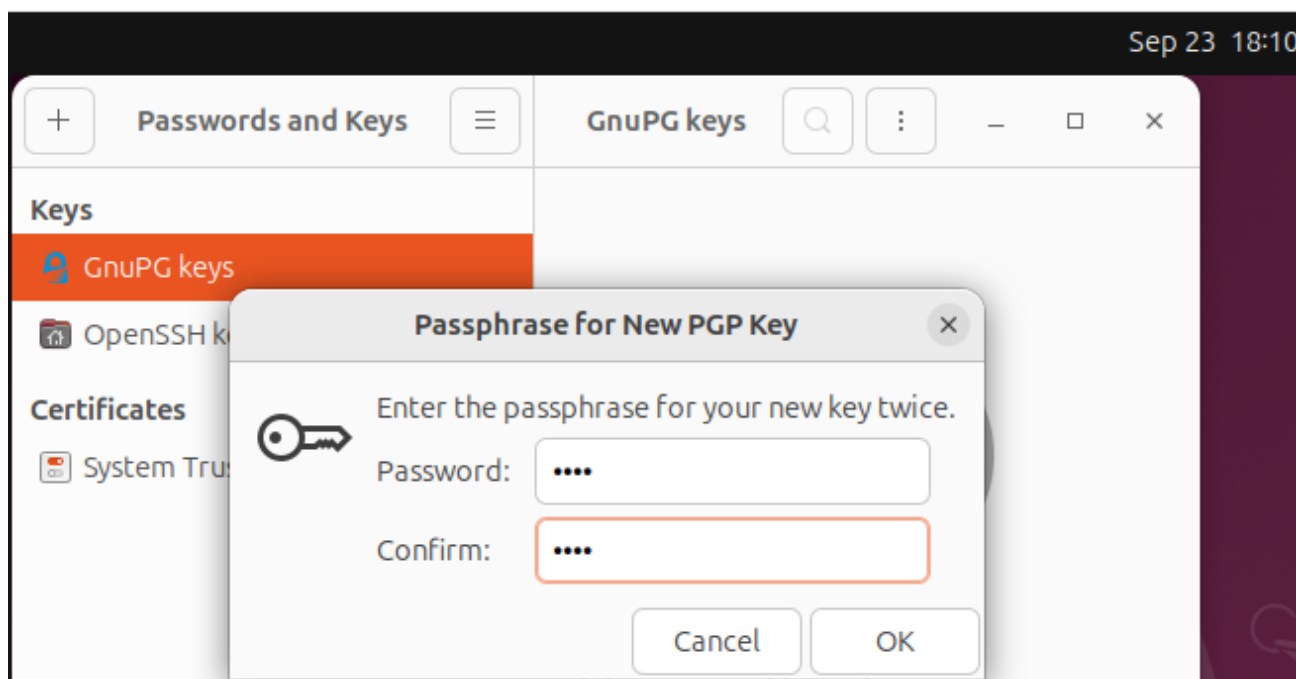 Sep 23 18:10
Passwords and Keys
GnuPG keys
Keys
GnuPG keys
OpenSSH
Passphrase for New PGP Key
Certificates
Enter the passphrase for your new key twice.
System
Password: ••••
Confirm: ••••
Cancel
OK